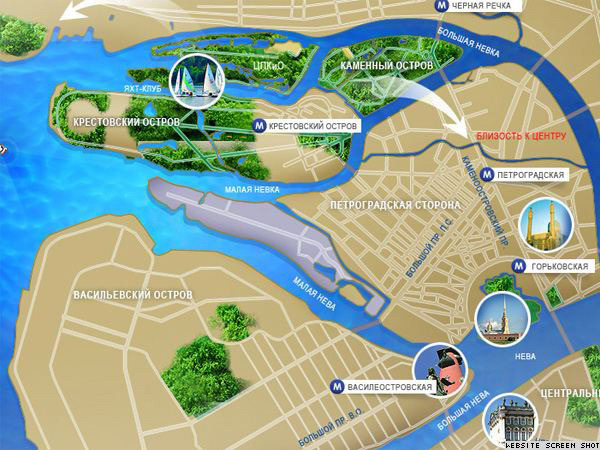 М ЧЕРНАЯ РЕЧКА
БОЛЬШАЯ НЕВКА
ЦПКиО
КАМЕННЫЙ ОСТРОВ
ЯХТ-КЛУБ
КРЕСТОВСКИЙ ОСТРОВ
М КРЕСТОВСКИЙ ОСТРОВ
БЛИЗОСТЬ К ЦЕНТРУ
КАМЕНООСТРОВСКИЙ ПР.
М ПЕТРОГРАДСКАЯ
МАЛАЯ НЕВКА
ПЕТРОГРАДСКАЯ СТОРОНА
БОЛЬШОЙ ПР. П.С.
М ГОРЬКОВСКАЯ
ВАСИЛЬЕВСКИЙ ОСТРОВ
МАЛАЯ НЕВА
НЕВА
М ВАСИЛЕОСТРОВСКАЯ
БОЛЬШАЯ НЕВА
ЦЕНТРАЛЬН
БОЛЬШОЙ ПР. В.О.
WEBSITE SCREEN SHOT